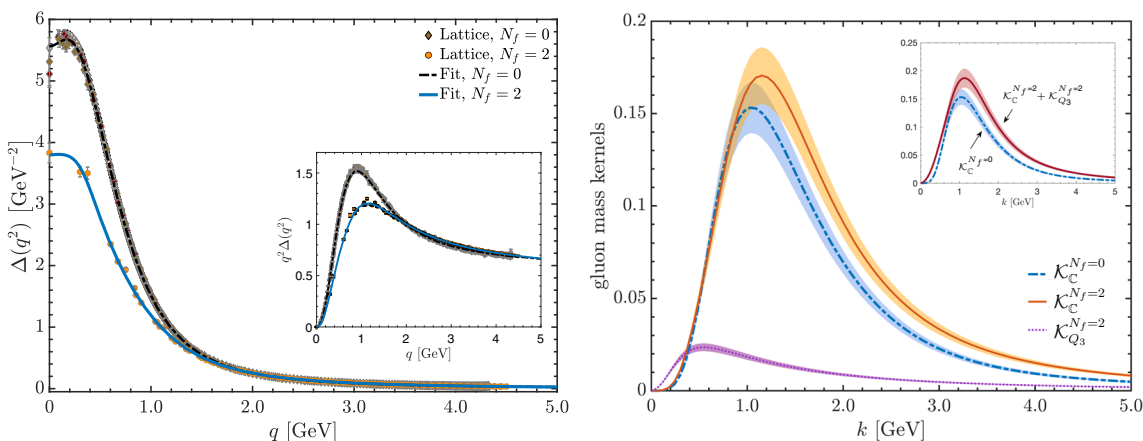 6
5
4
3
2
1
0
Δ(q²) [GeV⁻²]
0
1.0
2.0
3.0
4.0
5.0
q [GeV]
Lattice, N_f = 0
Lattice, N_f = 2
Fit, N_f = 0
Fit, N_f = 2
1.5
1.0
0.5
0
q²Δ(q²)
0
1
2
3
4
5
q [GeV]
0.2
0.15
0.1
0.05
0
gluon mass kernels
0
1.0
2.0
3.0
4.0
5.0
k [GeV]
0.25
0.20
0.15
0.1
0.05
0
0
1
2
3
4
5
k [GeV]
𝒦_ℂ^{N_f=2} + 𝒦_{Q₃}^{N_f=2}
𝒦_ℂ^{N_f=0}
𝒦_ℂ^{N_f=0}
𝒦_ℂ^{N_f=2}
𝒦_{Q₃}^{N_f=2}